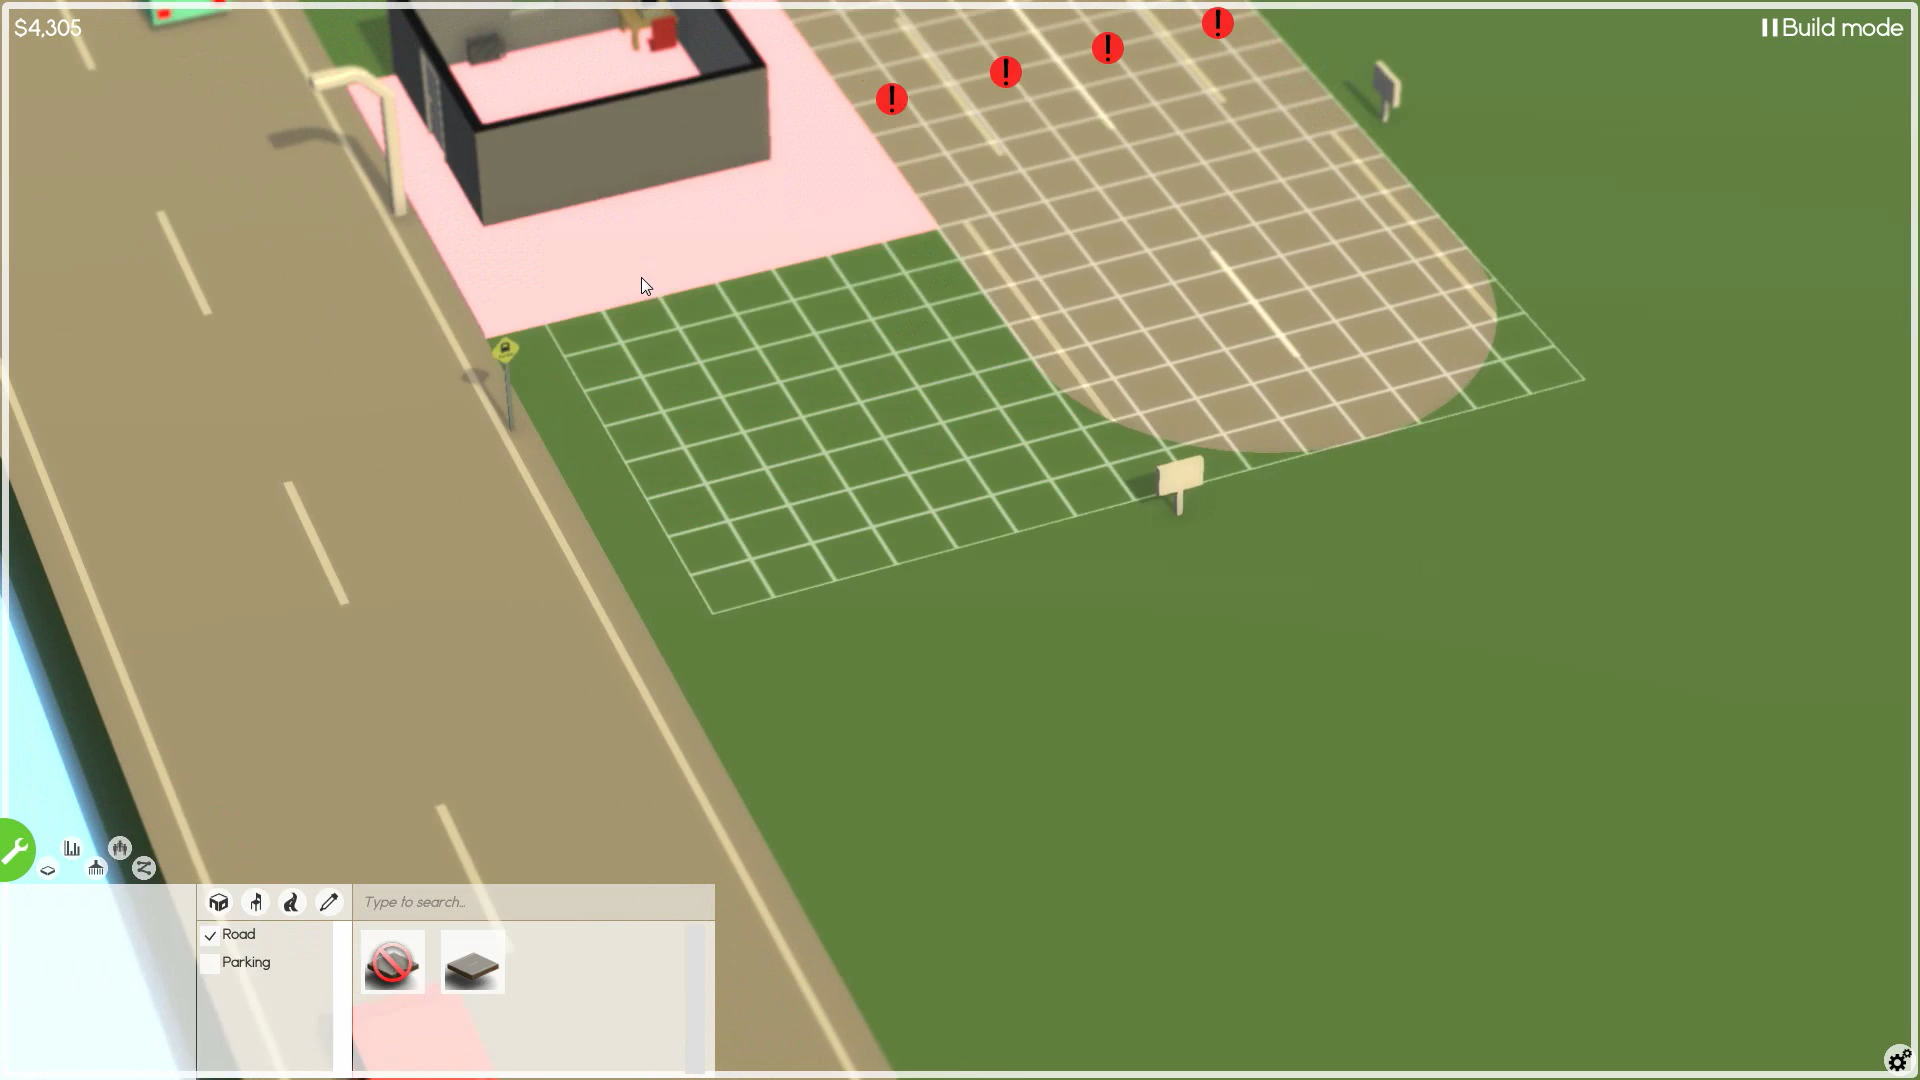 $4,305
Build mode
Type to search...
Road
Parking